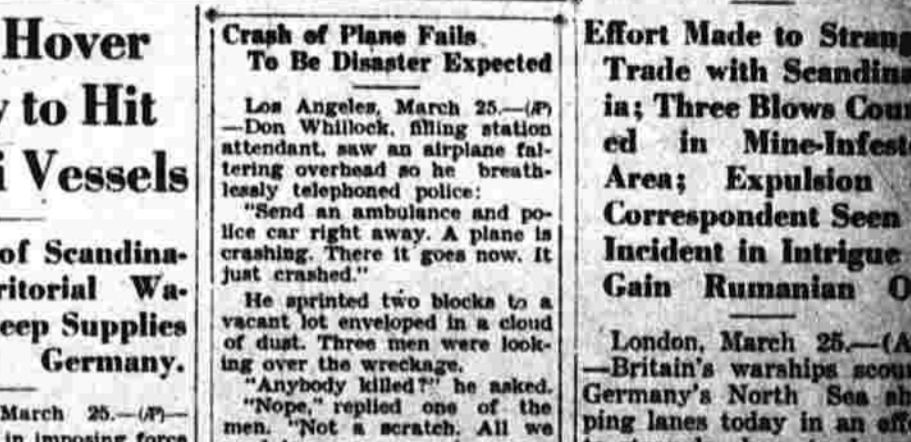 Hover
to Hit
Vessels
of Scandina-
ritorial Wa-
eep Supplies
Germany.
March 25.—(AP)—
in imposing force
Crash of Plane Fails
To Be Disaster Expected
Los Angeles, March 25.—(AP)
—Don Whillock, filling station
attendant, saw an airplane fal-
tering overhead so he breath-
lessly telephoned police:
"Send an ambulance and po-
lice car right away. A plane is
crashing. There it goes now. It
just crashed."
He sprinted two blocks to a
vacant lot enveloped in a cloud
of dust. Three men were look-
ing over the wreckage.
"Anybody killed?" he asked.
"Nope," replied one of the
men. "Not a scratch. All we
Effort Made to Strang
Trade with Scandina
ia; Three Blows Coun
ed in Mine-Infest
Area; Expulsion
Correspondent Seen
Incident in Intrigue
Gain Rumanian O
London, March 25.—(A
—Britain's warships scou
Germany's North Sea sh
ping lanes today in an eff